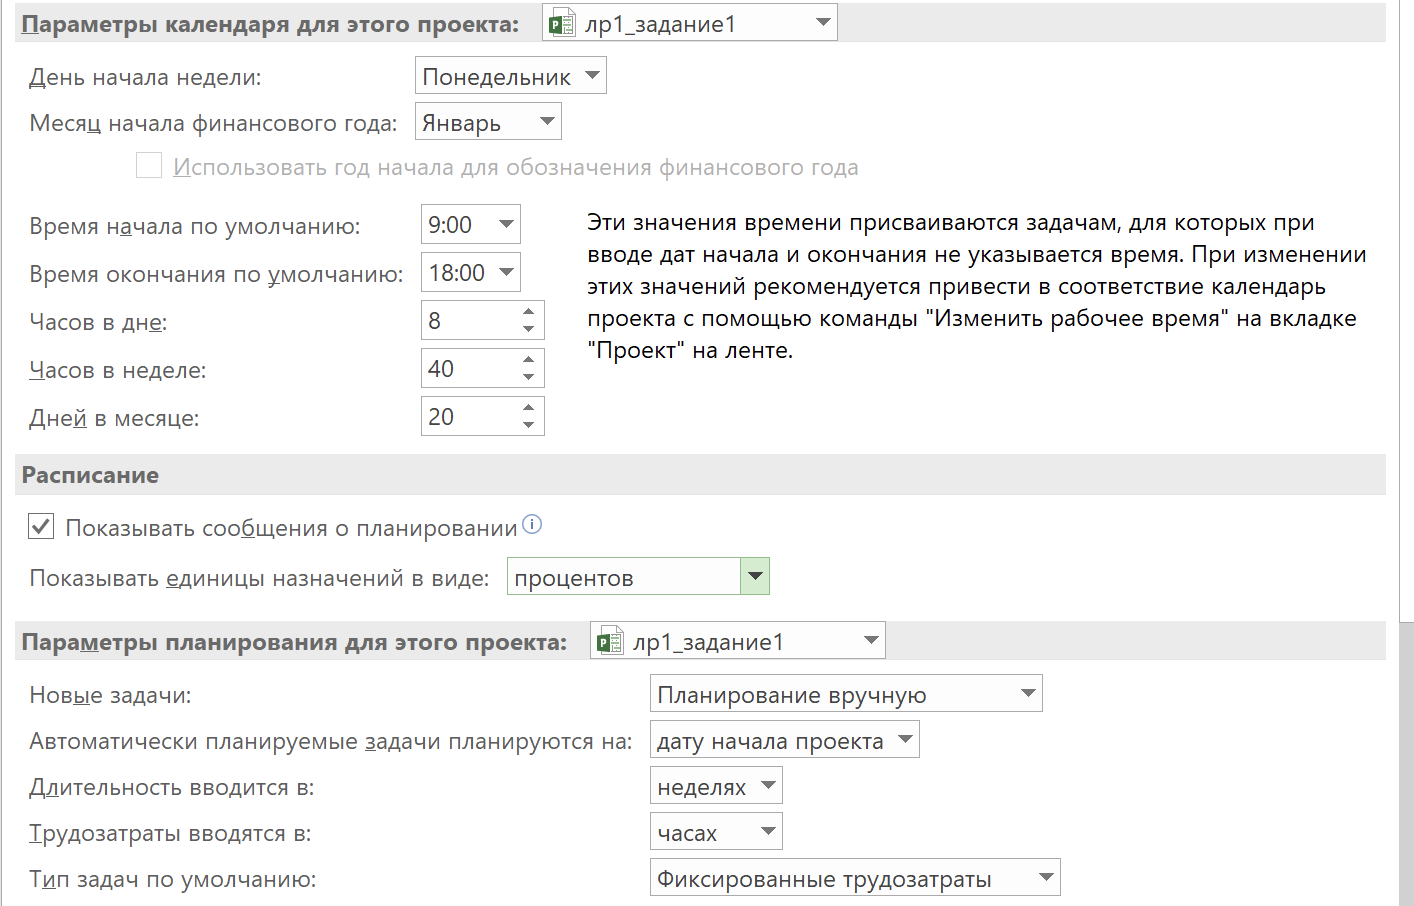 Параметры календаря для этого проекта: лр1_задание1
День начала недели: Понедельник
Месяц начала финансового года: Январь
Использовать год начала для обозначения финансового года
Время начала по умолчанию: 9:00
Время окончания по умолчанию: 18:00
Часов в дне: 8
Часов в неделе: 40
Дней в месяце: 20
Эти значения времени присваиваются задачам, для которых при
вводе дат начала и окончания не указывается время. При изменении
этих значений рекомендуется привести в соответствие календарь
проекта с помощью команды "Изменить рабочее время" на вкладке
"Проект" на ленте.
Расписание
Показывать сообщения о планировании
Показывать единицы назначений в виде: процентов
Параметры планирования для этого проекта: лр1_задание1
Новые задачи: Планирование вручную
Автоматически планируемые задачи планируются на: дату начала проекта
Длительность вводится в: неделях
Трудозатраты вводятся в: часах
Тип задач по умолчанию: Фиксированные трудозатраты